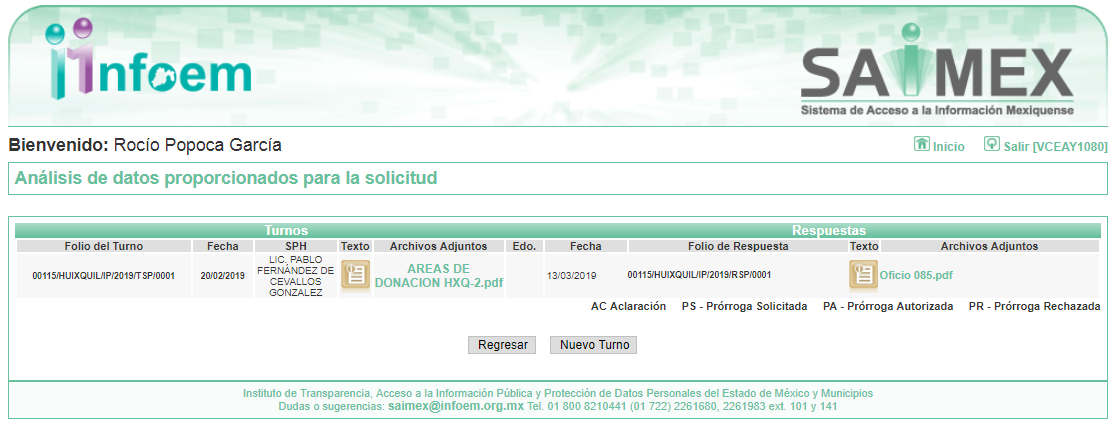 infoem
SAIMEX
Sistema de Acceso a la Información Mexiquense
Bienvenido: Rocío Popoca García
Inicio Salir [VCEAY1080]
Análisis de datos proporcionados para la solicitud
Turnos Respuestas
Folio del Turno Fecha SPH Texto Archivos Adjuntos Edo. Fecha Folio de Respuesta Texto Archivos Adjuntos
00115/HUIXQUIL/IP/2019/TSP/0001 20/02/2019
LIC. PABLO
FERNÁNDEZ DE
CEVALLOS
GONZALEZ
AREAS DE
DONACION HXQ-2.pdf
13/03/2019 00115/HUIXQUIL/IP/2019/RSP/0001 Oficio 085.pdf
AC Aclaración PS - Prórroga Solicitada PA - Prórroga Autorizada PR - Prórroga Rechazada
Regresar Nuevo Turno
Instituto de Transparencia, Acceso a la Información Pública y Protección de Datos Personales del Estado de México y Municipios
Dudas o sugerencias: saimex@infoem.org.mx Tel. 01 800 8210441 (01 722) 2261680, 2261983 ext. 101 y 141